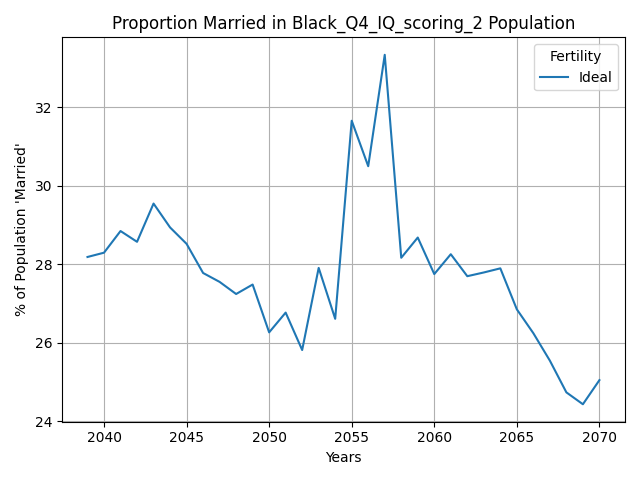 Proportion Married in Black_Q4_IQ_scoring_2 Population
Fertility
Ideal
% of Population 'Married'
32
30
28
26
24
2040 2045 2050 2055 2060 2065 2070
Years